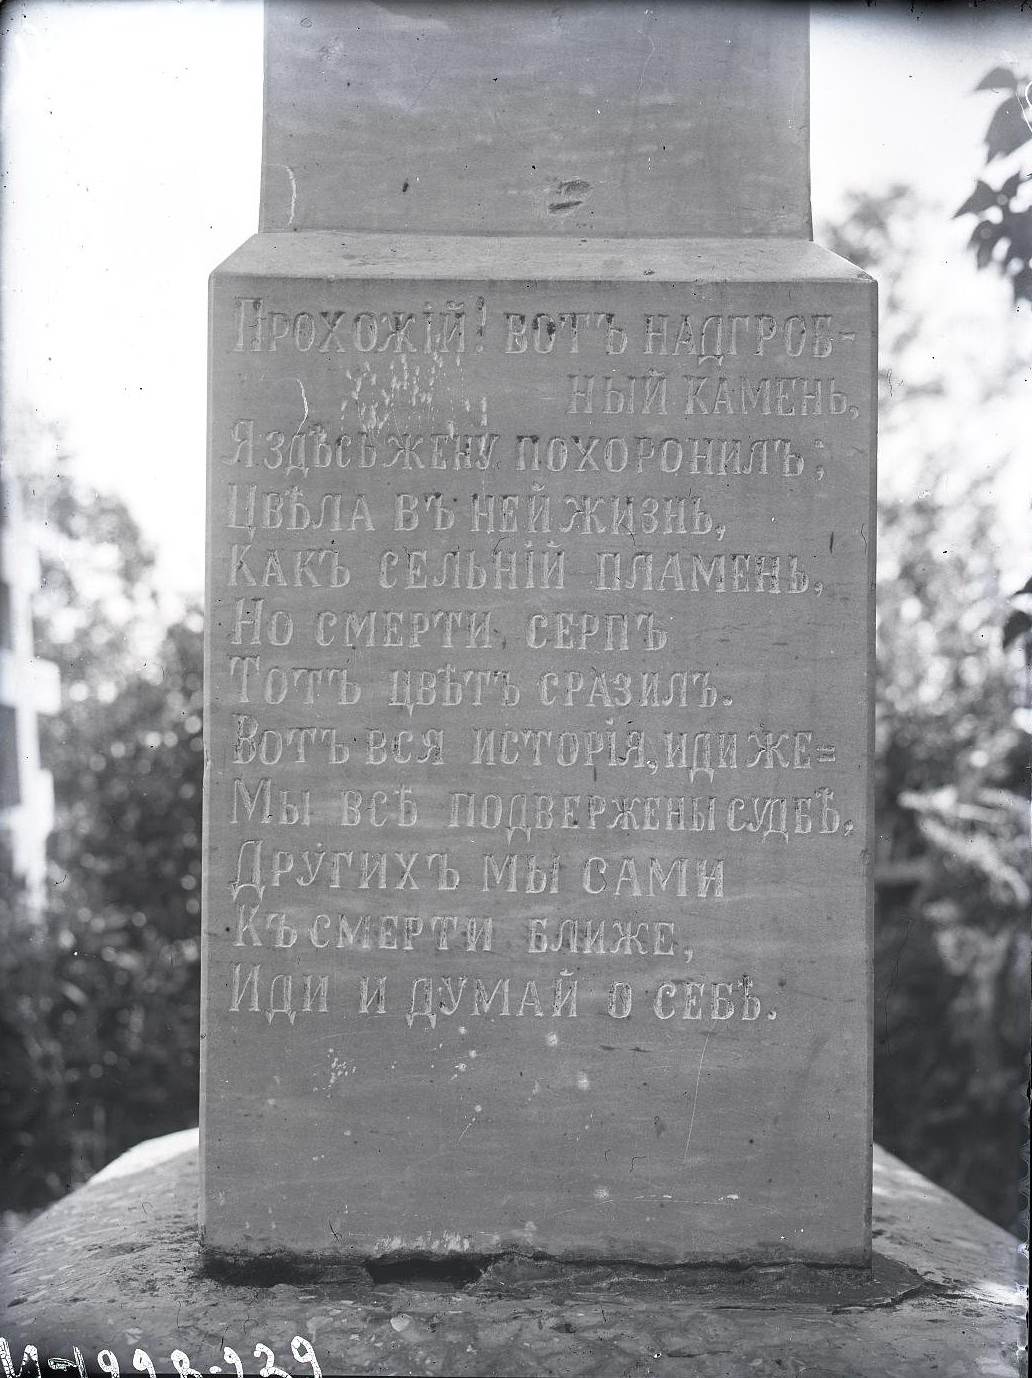 Прохожій! вотъ надгроб-
ный камень,
Я здѣсь жену похоронилъ;
Цвѣла въ ней жизнь,
Какъ сельній пламень,
Но смерти серпъ
Тотъ цвѣтъ сразилъ.
Вотъ вся исторія, иди же=
Мы всѣ подвержены судьбѣ,
Другихъ мы сами
Къ смерти ближе,
Иди и думай о себѣ.
И-1998-939